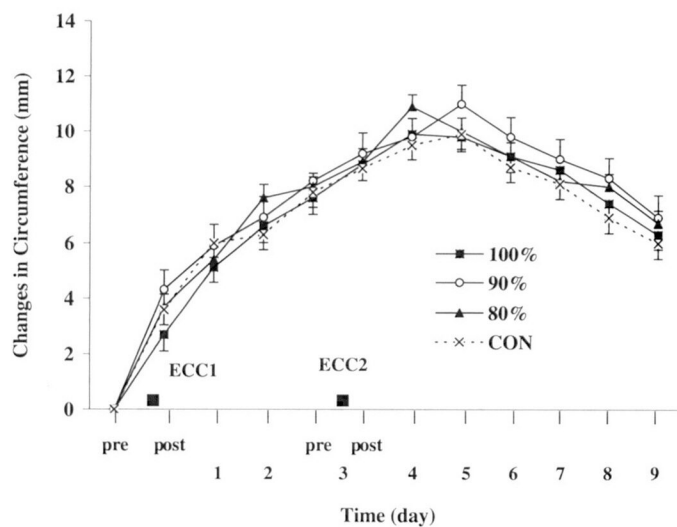 14
12
10
8
6
4
2
0
Changes in Circumference (mm)
100%
90%
80%
CON
ECC1
ECC2
pre
post
pre
post
1
2
3
4
5
6
7
8
9
Time (day)